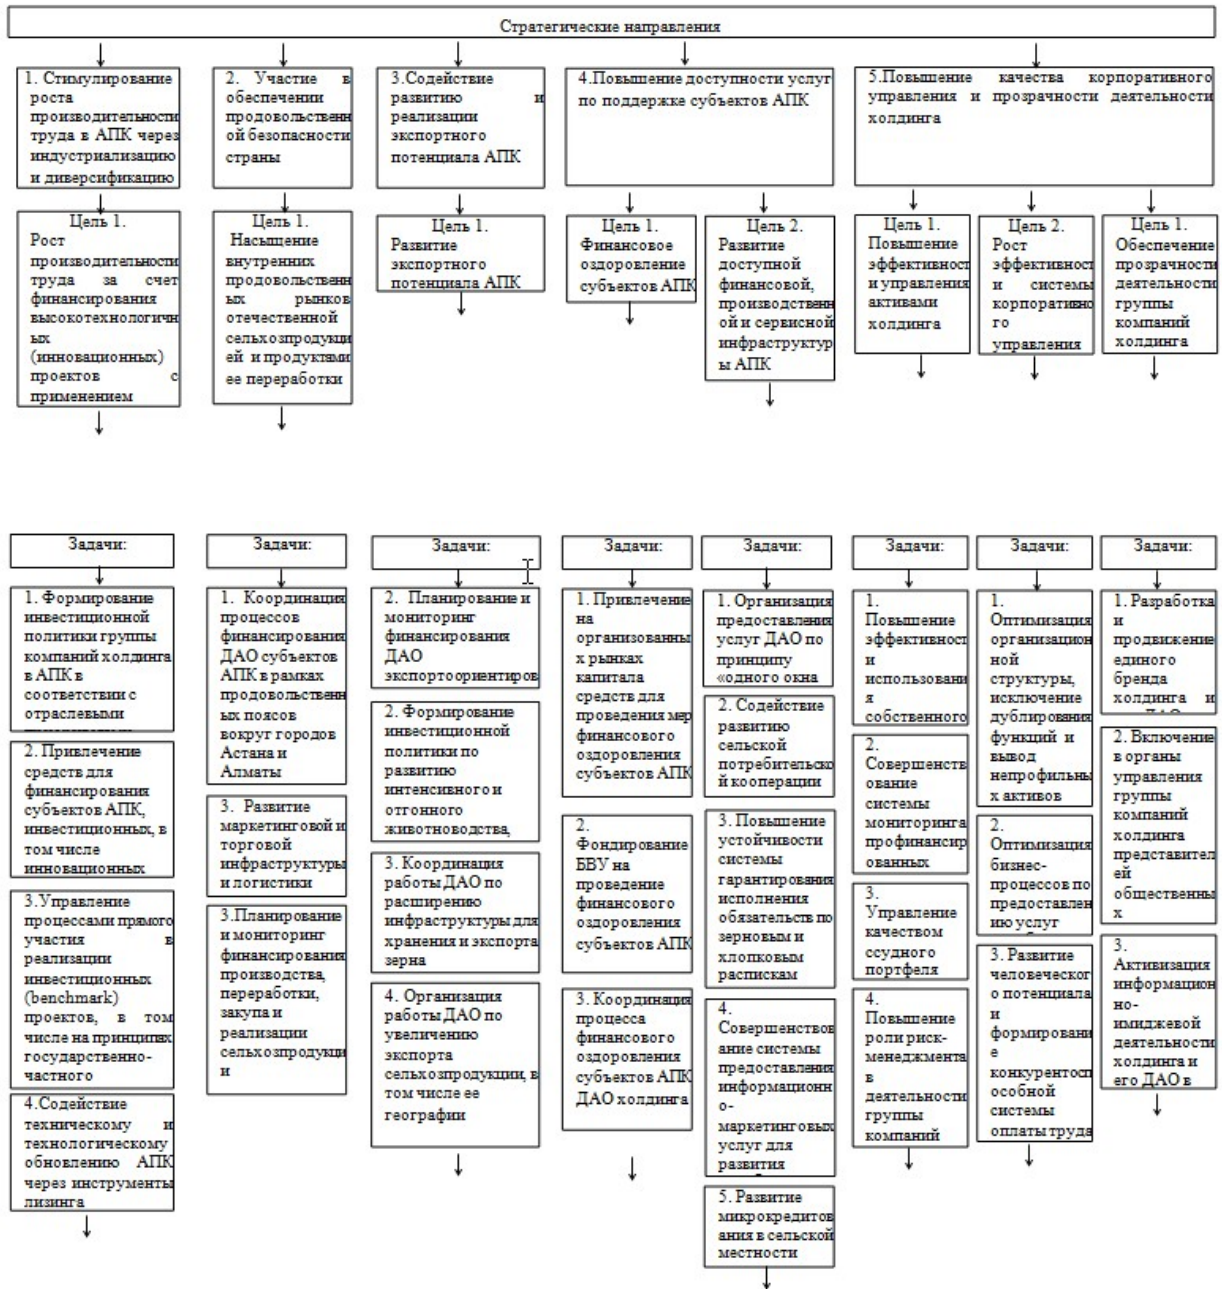 Стратегические направления
1. Стимулирование
роста
производительности
труда в АПК через
индустриализацию
и диверсификацию
2. Участие в
обеспечении
продовольственн
ой безопасности
страны
3.Содействие
развитию и
реализации
экспортного
потенциала АПК
4.Повышение доступности услуг
по поддержке субъектов АПК
5.Повышение качества корпоративного
управления и прозрачности деятельности
холдинга
Цель 1.
Рост
производительности
труда за счет
финансирования
высокотехнологичн
ых
(инновационных)
проектов с
применением
Цель 1.
Насыщение
внутренних
продовольственн
ых рынков
отечественной
сельхозпродукци
ей и продуктами
ее переработки
Цель 1.
Развитие
экспортного
потенциала АПК
Цель 1.
Финансовое
оздоровление
субъектов АПК
Цель 2.
Развитие
доступной
финансовой,
производственн
ой и сервисной
инфраструктур
ы АПК
Цель 1.
Повышение
эффективност
и управления
активами
холдинга
Цель 2.
Рост
эффективност
и системы
корпоративно
го
управления
Цель 1.
Обеспечение
прозрачности
деятельности
группы
компаний
холдинга
Задачи:
1. Формирование
инвестиционной
политики группы
компаний холдинга
в АПК в
соответствии с
отраслевыми
2. Привлечение
средств для
финансирования
субъектов АПК,
инвестиционных, в
том числе
инновационных
3.Управление
процессами прямого
участия в
реализации
инвестиционных
(benchmark)
проектов, в том
числе на принципах
государственно-
частного
4.Содействие
техническому и
технологическому
обновлению АПК
через инструменты
лизинга
Задачи:
1. Координация
процессов
финансирования
ДАО субъектов
АПК в рамках
продовольственн
ых поясов
вокруг городов
Астана и
Алматы
3. Развитие
маркетинговой и
торговой
инфраструктуры
и логистики
3.Планирование
и мониторинг
финансирования
производства,
переработки,
закупа и
реализации
сельхозпродукци
и
Задачи:
2. Планирование и
мониторинг
финансирования
ДАО
экспортоориентиров
2. Формирование
инвестиционной
политики по
развитию
интенсивного и
отгонного
животноводства,
3. Координация
работы ДАО по
расширению
инфраструктуры для
хранения и экспорта
зерна
4. Организация
работы ДАО по
увеличению
экспорта
сельхозпродукции, в
том числе ее
географии
Задачи:
1. Привлечение
на
организованны
х рынках
капитала
средств для
проведения мер
финансового
оздоровления
субъектов АПК
2.
Фондирование
БВУ на
проведение
финансового
оздоровления
субъектов АПК
3. Координация
процесса
финансового
оздоровления
субъектов АПК
ДАО холдинга
Задачи:
1. Организация
предоставления
услуг ДАО по
принципу
«одного окна
2. Содействие
развитию
сельской
потребительско
й кооперации
3. Повышение
устойчивости
системы
гарантирования
исполнения
обязательств по
зерновым и
хлопковым
распискам
4.
Совершенствов
ание системы
предоставления
информационн
о-
маркетинговых
услуг для
развития
5. Развитие
микрокредитов
ания в сельской
местности
Задачи:
1.
Повышение
эффективност
и
использовани
я
собственного
2.
Совершенств
ование
системы
мониторинга
профинансир
ованных
3.
Управление
качеством
ссудного
портфеля
4.
Повышение
роли риск-
менеджмента
в
деятельности
группы
компаний
Задачи:
1.
Оптимизация
организацион
ной
структуры,
исключение
дублирования
функций и
вывод
непрофильны
х активов
2.
Оптимизация
бизнес-
процессов по
предоставлен
ию услуг
3. Развитие
человеческог
о потенциала
и
формировани
е
конкурентосп
особной
системы
оплаты труда
Задачи:
1. Разработка
и
продвижение
единого
бренда
холдинга и
2. Включение
в органы
управления
группы
компаний
холдинга
представител
ей
общественны
х
3.
Активизация
информацион
но-
имиджевой
деятельности
холдинга и
его ДАО в